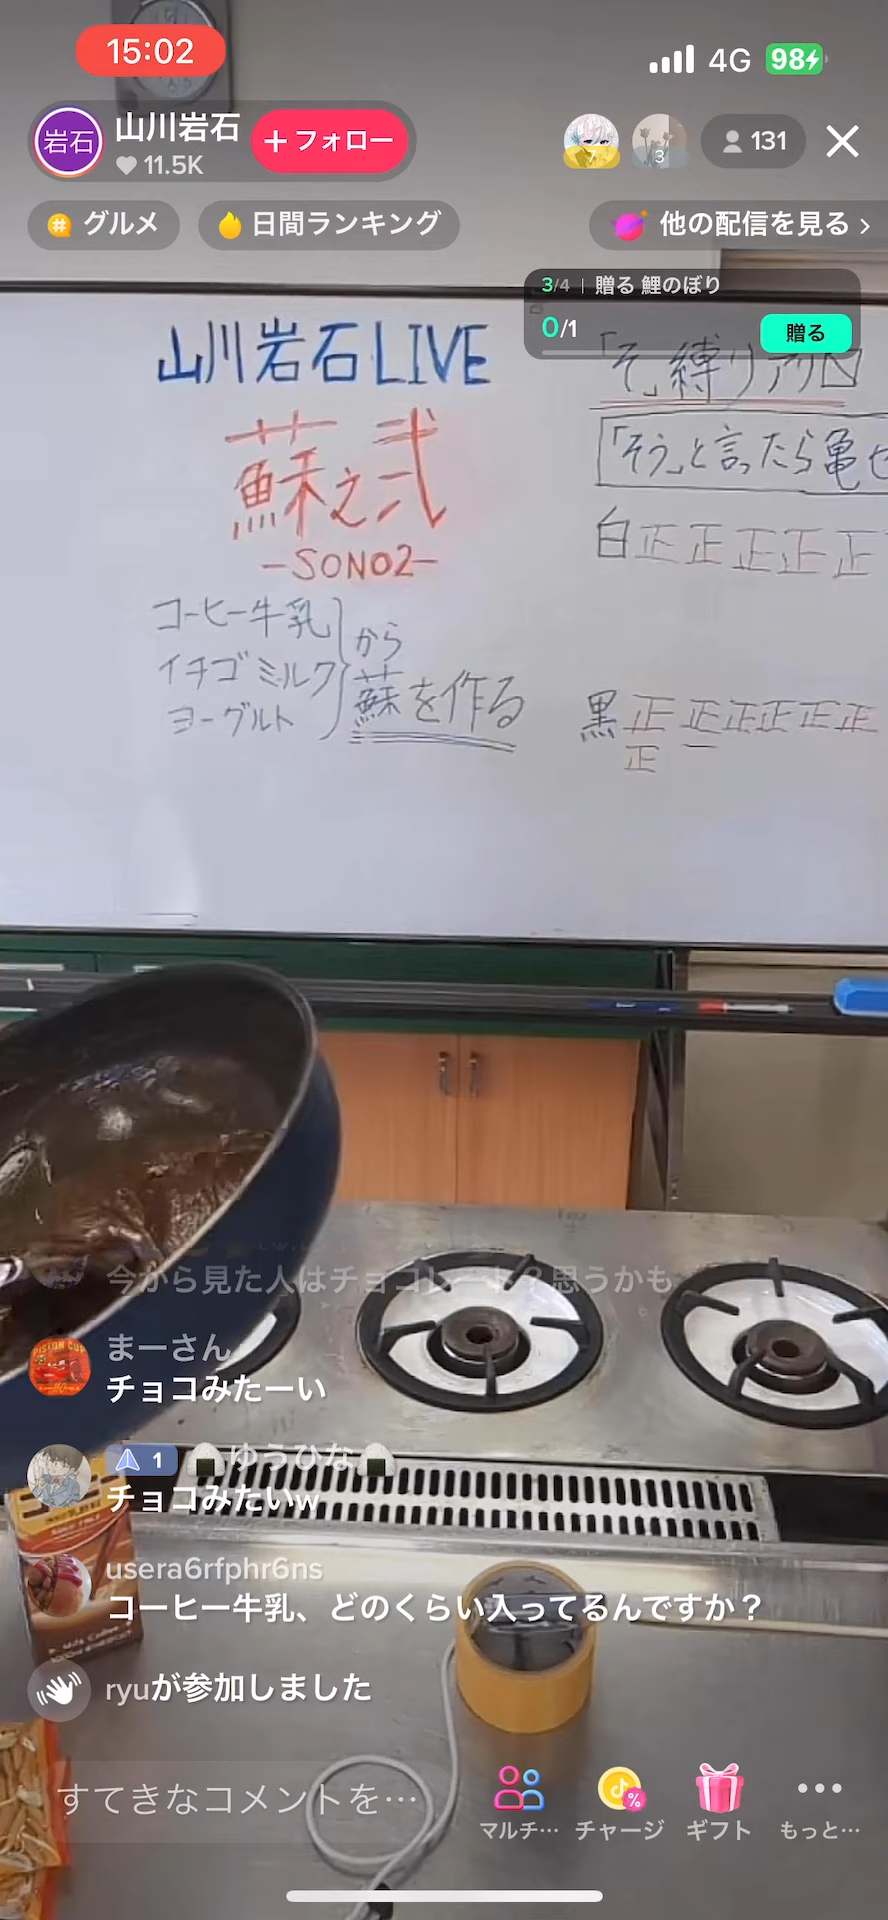 15:02
4G
98
岩石
山川岩石
11.5K
+ フォロー
7
3
131
グルメ
日間ランキング
他の配信を見る
3/4 | 贈る 鯉のぼり
0/1
贈る
山川岩石LIVE
蘇之弐
-SONO2-
コーヒー牛乳
イチゴミルク
ヨーグルト
から
蘇を作る
「そ」縛り
「そう」と言ったら亀
白正正正正正
黒正正正正正正
正
今から見た人はチョコレート?思うかも
まーさん
チョコみたーい
1
🍙ゆうひな🍙
チョコみたいw
usera6rfphr6ns
コーヒー牛乳、どのくらい入ってるんですか？
ryuが参加しました
すてきなコメントを…
マルチ…
チャージ
ギフト
もっと…